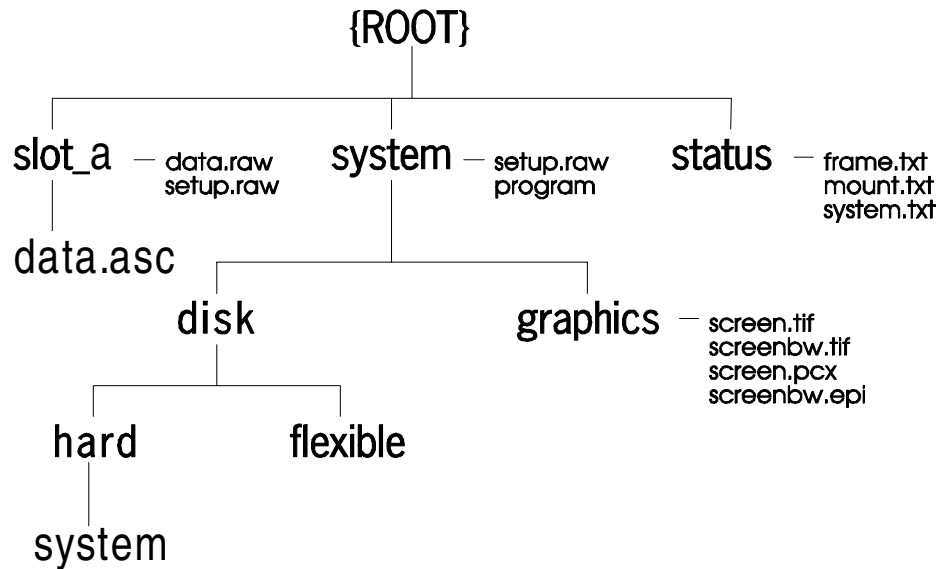 {ROOT}
slot_a
data.raw
setup.raw
system
setup.raw
program
status
frame.txt
mount.txt
system.txt
data.asc
disk
graphics
screen.tif
screenbw.tif
screen.pcx
screenbw.epi
hard
flexible
system